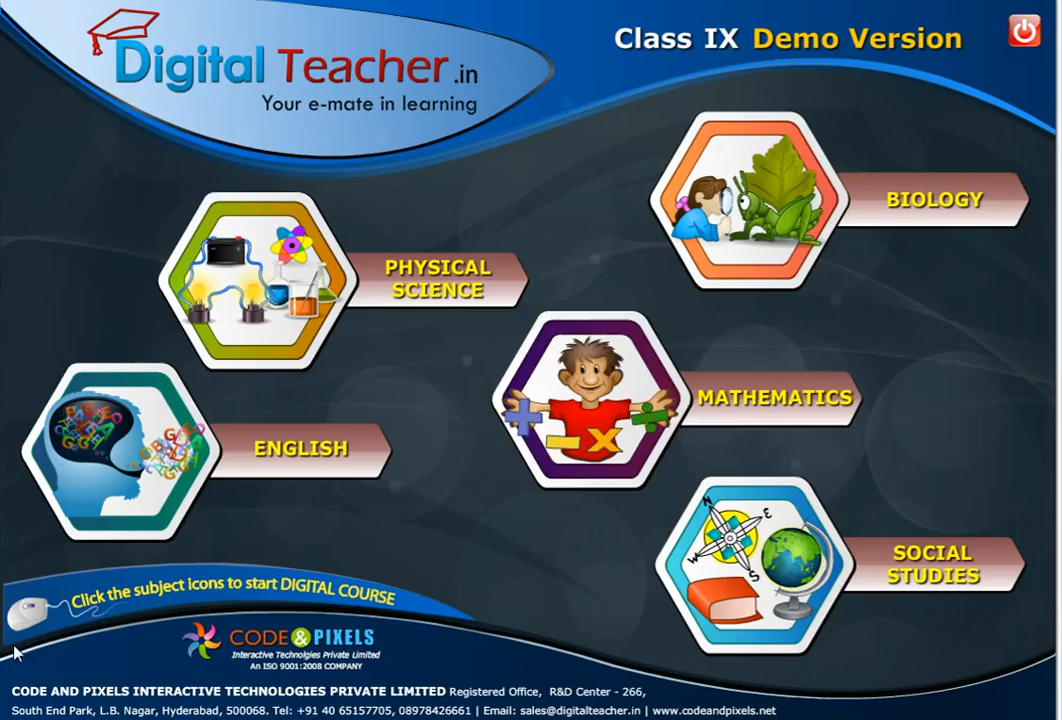 Digital Teacher.in
Your e-mate in learning
Class IX Demo Version
BIOLOGY
PHYSICAL
SCIENCE
MATHEMATICS
ENGLISH
N
E
W
S
SOCIAL
STUDIES
Click the subject icons to start DIGITAL COURSE
CODE & PIXELS
Interactive Technolgies Private Limited
An ISO 9001:2008 COMPANY
CODE AND PIXELS INTERACTIVE TECHNOLOGIES PRIVATE LIMITED Registered Office, R&D Center - 266,
South End Park, L.B. Nagar, Hyderabad, 500068. Tel: +91 40 65157705, 08978426661 | Email: sales@digitalteacher.in | www.codeandpixels.net